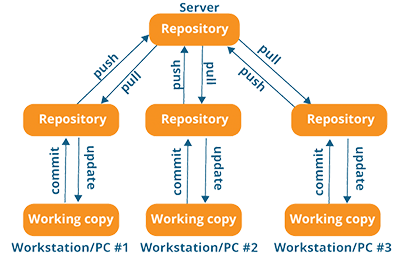 Server
Repository
push
pull
push
pull
pull
push
Repository
Repository
Repository
commit
update
commit
update
commit
update
Working copy
Working copy
Working copy
Workstation/PC #1
Workstation/PC #2
Workstation/PC #3